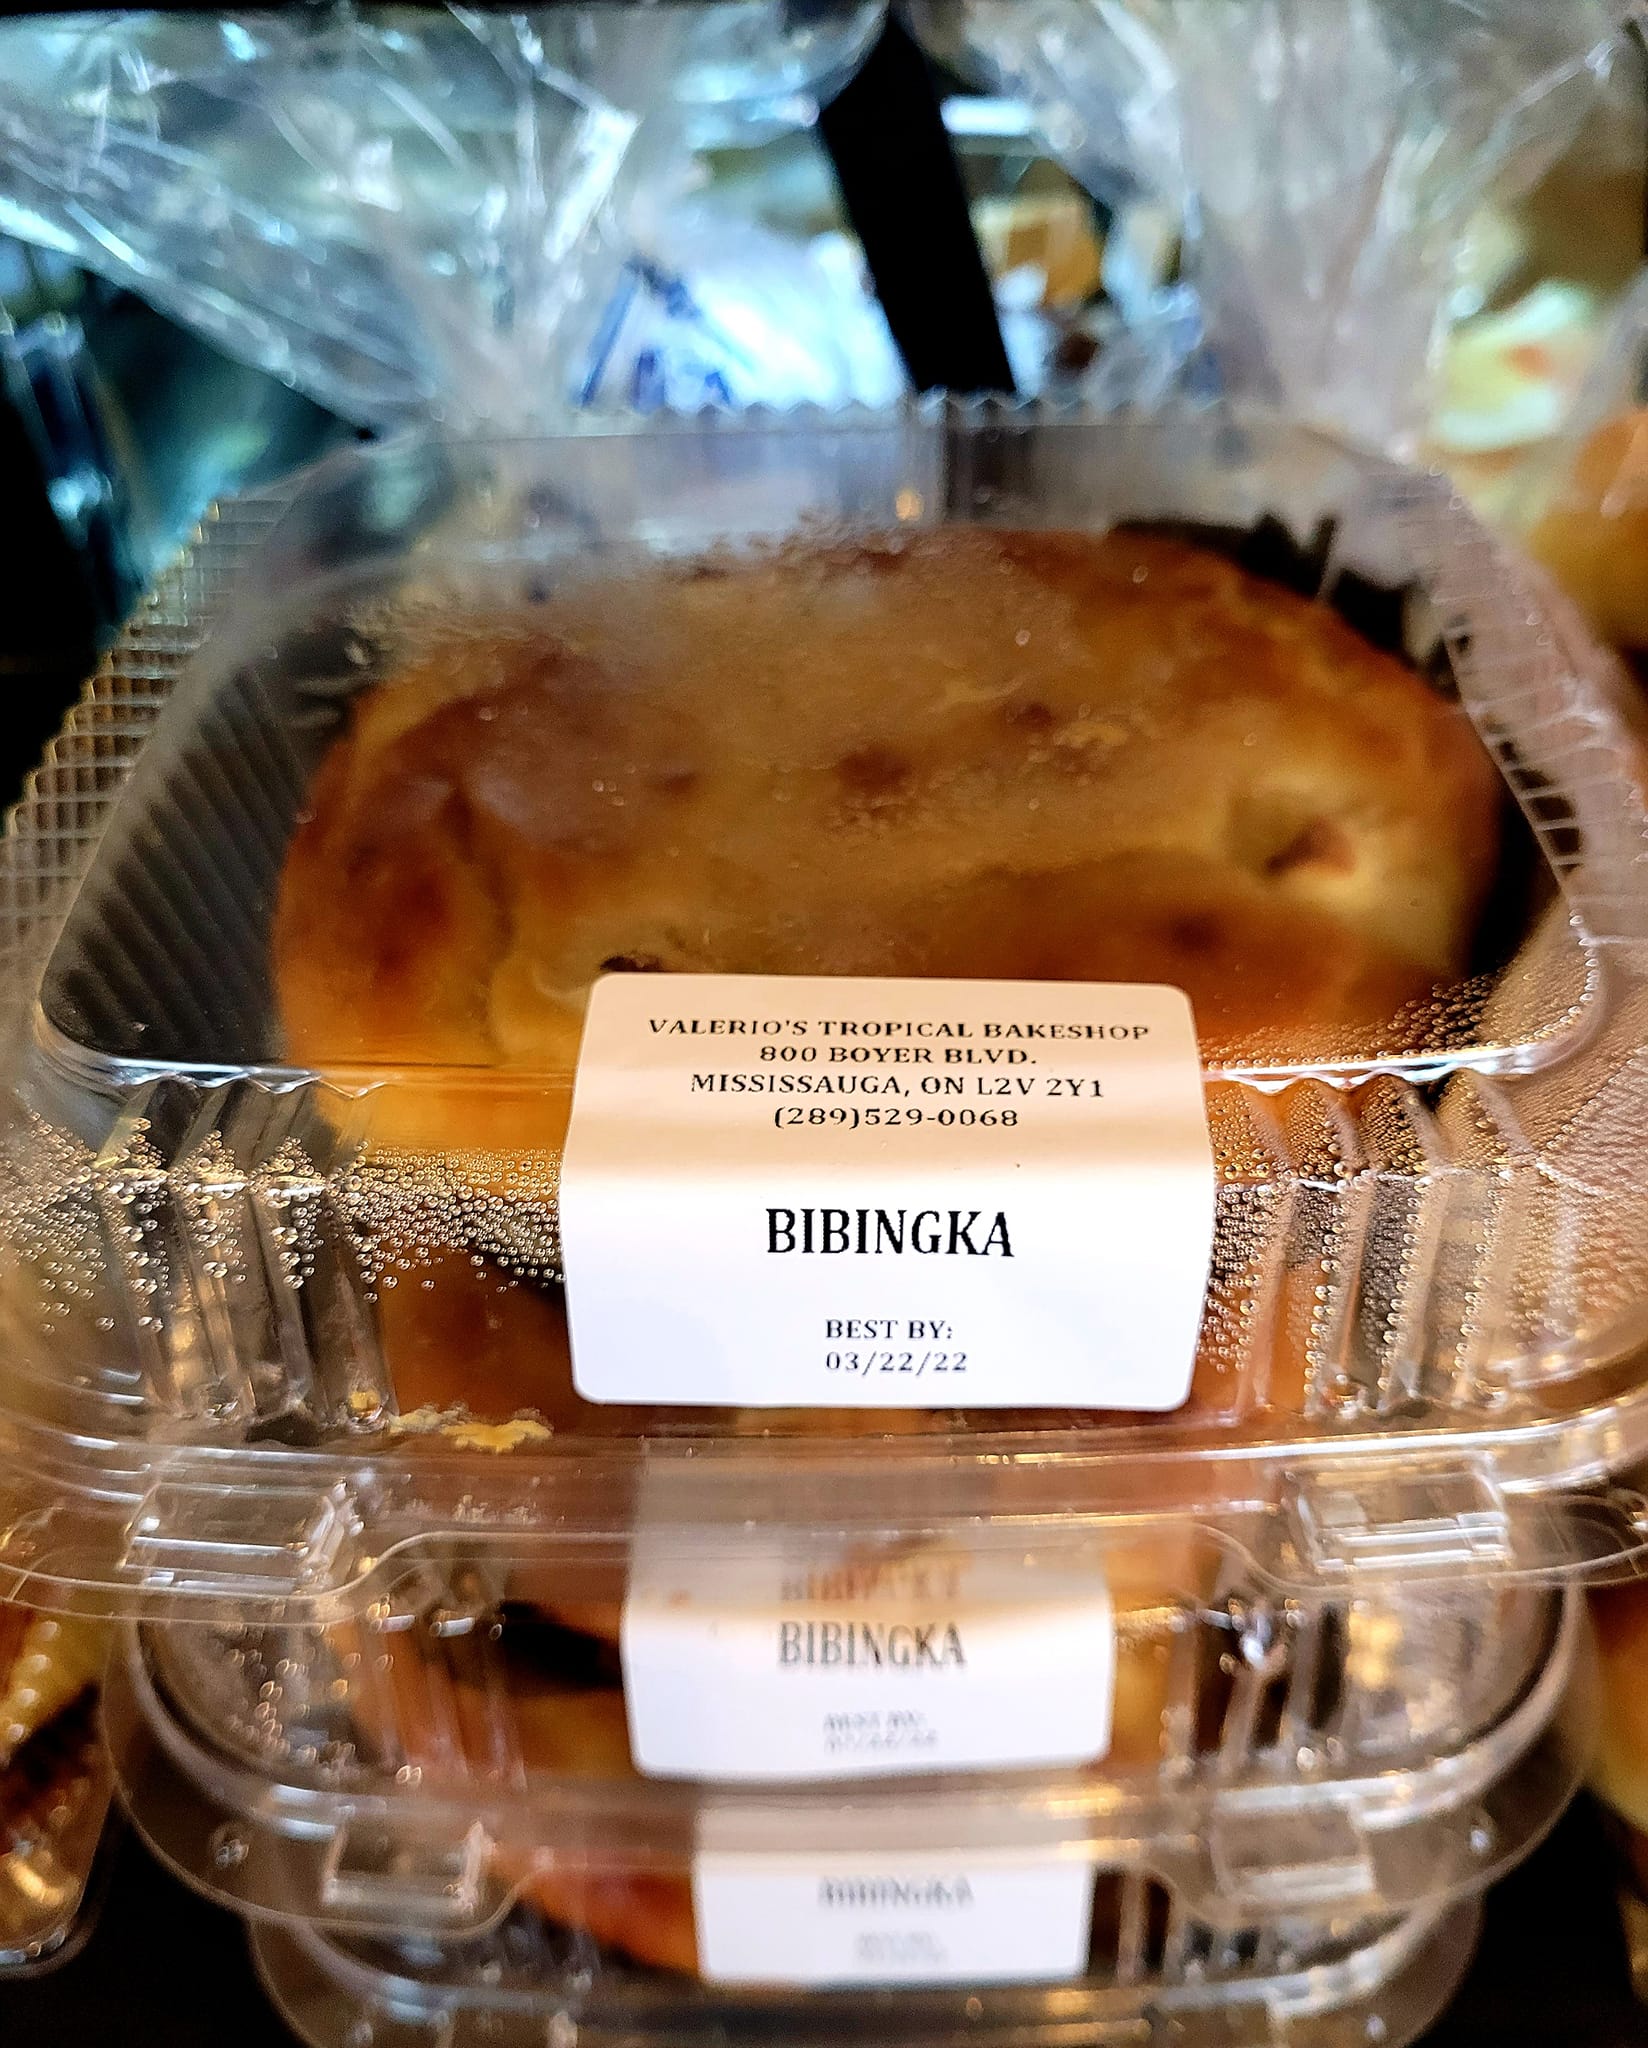 VALERIO'S TROPICAL BAKESHOP
800 BOYER BLVD.
MISSISSAUGA, ON L2V 2Y1
(289)529-0068
BIBINGKA
BEST BY:
03/22/22
BIBINGKA
BIBINGKA